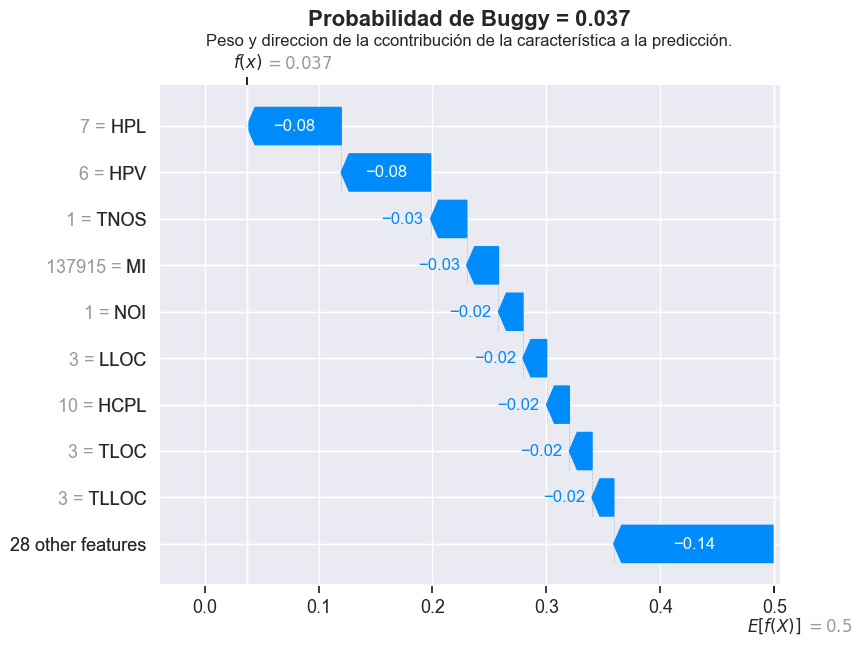 Probabilidad de Buggy = 0.037
Peso y direccion de la ccontribución de la característica a la predicción.
f(x) = 0.037
7 = HPL −0.08
6 = HPV −0.08
1 = TNOS −0.03
137915 = MI −0.03
1 = NOI −0.02
3 = LLOC −0.02
10 = HCPL −0.02
3 = TLOC −0.02
3 = TLLOC −0.02
28 other features −0.14
0.0 0.1 0.2 0.3 0.4 0.5
E[f(X)] = 0.5